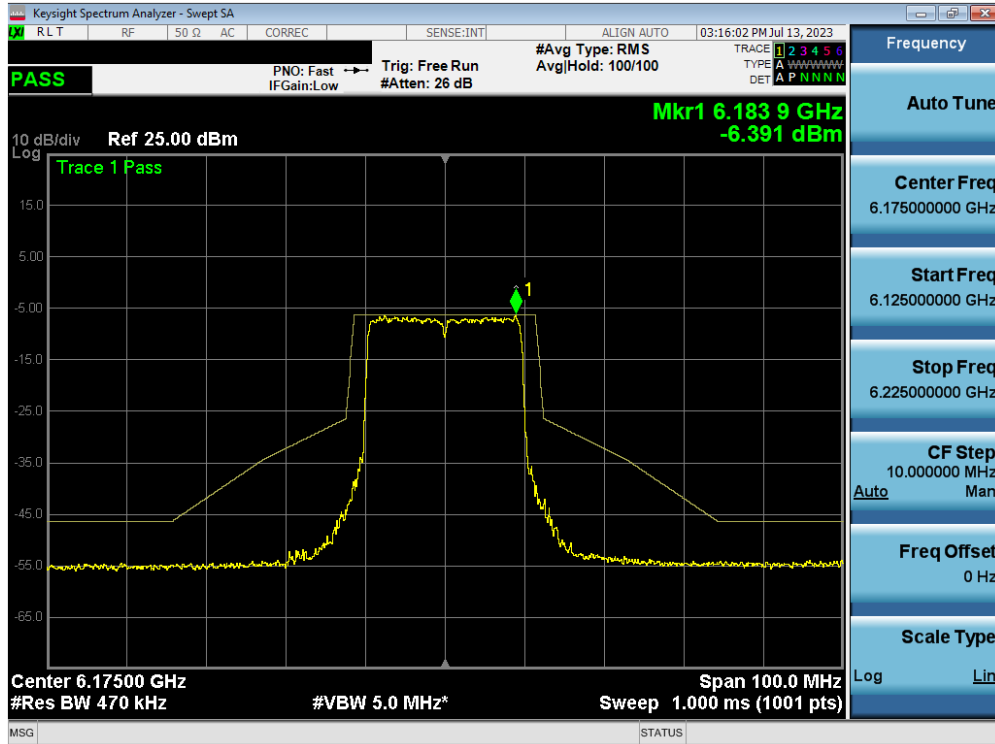 Keysight Spectrum Analyzer - Swept SA
LXI RLT RF 50 Ω AC CORREC SENSE:INT ALIGN AUTO 03:16:02 PM Jul 13, 2023
PASS
PNO: Fast
IFGain:Low
Trig: Free Run
#Atten: 26 dB
#Avg Type: RMS
Avg|Hold: 100/100
TRACE 1 2 3 4 5 6
TYPE A WWWWW
DET A P N N N N
Mkr1 6.183 9 GHz
-6.391 dBm
10 dB/div Ref 25.00 dBm
Log
Trace 1 Pass
15.0
5.00
-5.00
-15.0
-25.0
-35.0
-45.0
-55.0
-65.0
1
Center 6.17500 GHz Span 100.0 MHz
#Res BW 470 kHz #VBW 5.0 MHz* Sweep 1.000 ms (1001 pts)
MSG STATUS
Frequency
Auto Tune
Center Freq
6.175000000 GHz
Start Freq
6.125000000 GHz
Stop Freq
6.225000000 GHz
CF Step
10.000000 MHz
Auto Man
Freq Offset
0 Hz
Scale Type
Log Lin